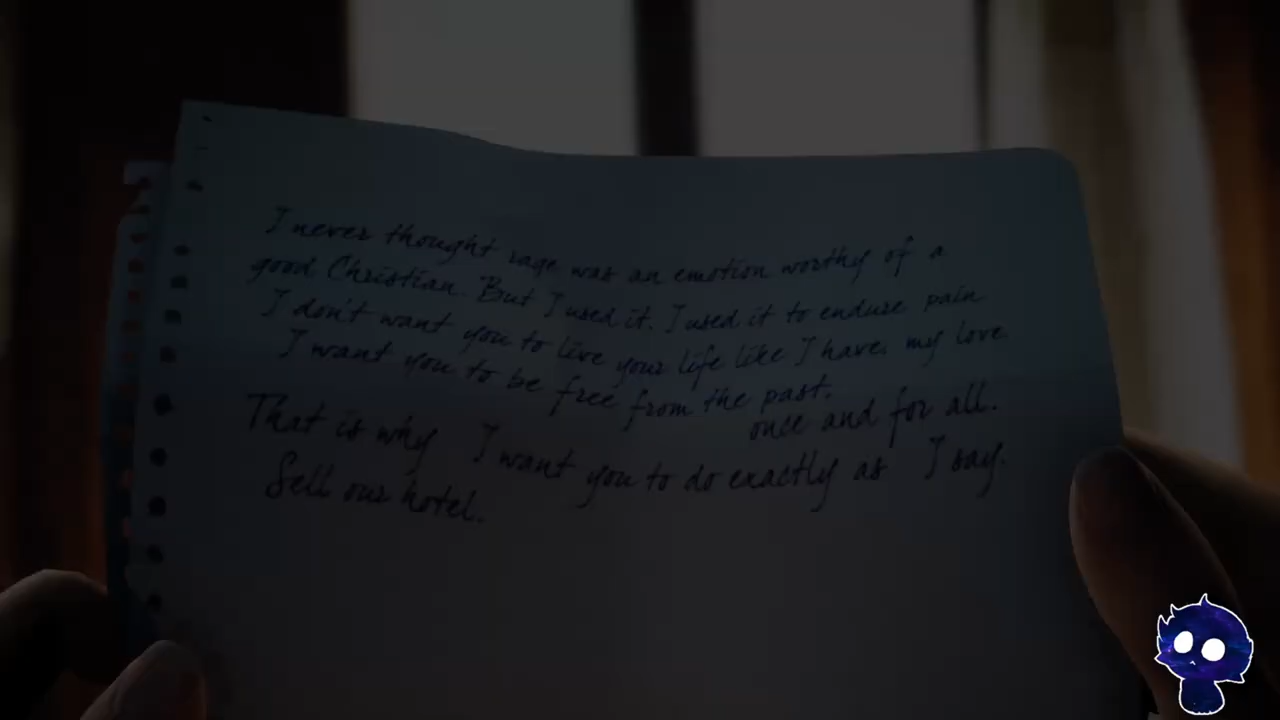 I never thought rage was an emotion worthy of a
good Christian. But I used it. I used it to endure pain
I don't want you to live your life like I have, my love
I want you to be free from the past.
once and for all.
That is why I want you to do exactly as I say.
Sell our hotel.